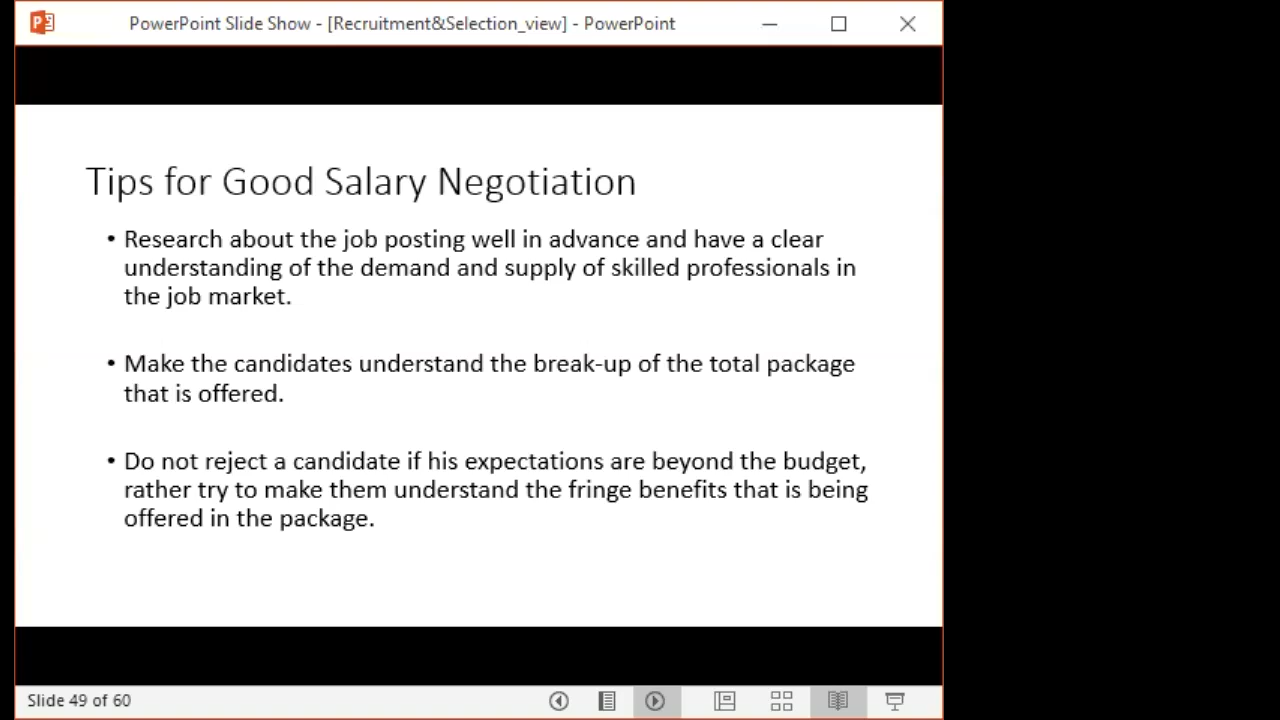 PowerPoint Slide Show - [Recruitment&Selection_view] - PowerPoint
Tips for Good Salary Negotiation
• Research about the job posting well in advance and have a clear
understanding of the demand and supply of skilled professionals in
the job market.
• Make the candidates understand the break-up of the total package
that is offered.
• Do not reject a candidate if his expectations are beyond the budget,
rather try to make them understand the fringe benefits that is being
offered in the package.
Slide 49 of 60